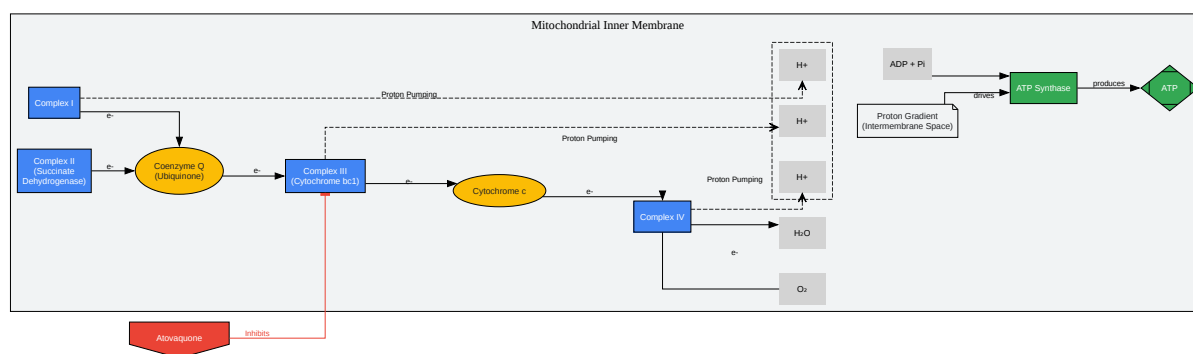 Mitochondrial Inner Membrane
Complex I
e-
Proton Pumping
Complex II
(Succinate
Dehydrogenase)
e-
Coenzyme Q
(Ubiquinone)
e-
Complex III
(Cytochrome bc1)
Proton Pumping
e-
Cytochrome c
e-
Complex IV
Proton Pumping
e-
H+
H+
H+
H₂O
O₂
ADP + Pi
Proton Gradient
(Intermembrane Space)
drives
ATP Synthase
produces
ATP
Atovaquone
Inhibits